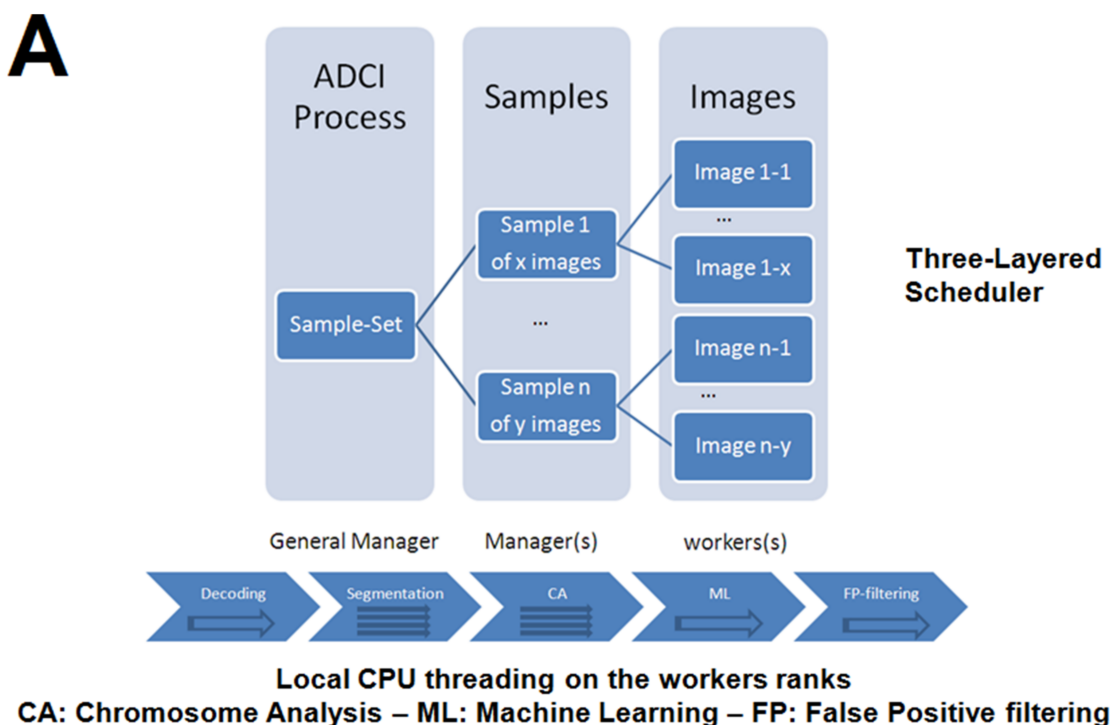 A
ADCI
Process
Samples
Images
Image 1-1
...
Sample 1
of x images
Image 1-x
Three-Layered
Scheduler
Sample-Set
...
Image n-1
Sample n
of y images
...
Image n-y
General Manager
Manager(s)
workers(s)
Decoding
Segmentation
CA
ML
FP-filtering
Local CPU threading on the workers ranks
CA: Chromosome Analysis – ML: Machine Learning – FP: False Positive filtering